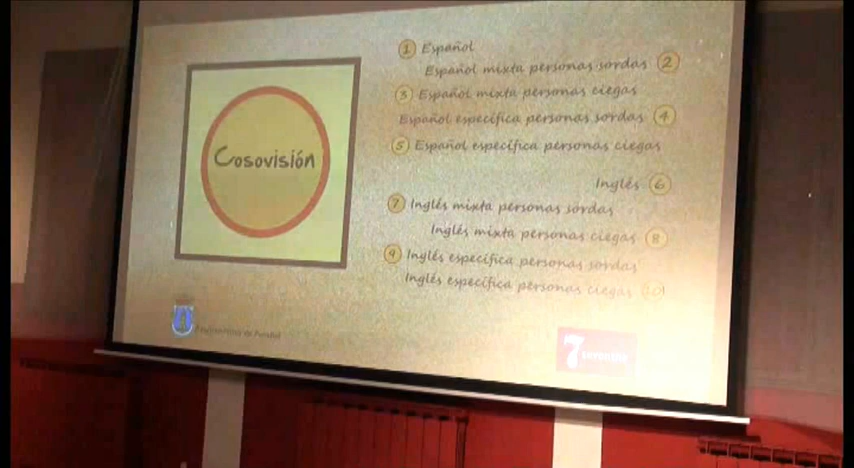 Cosovisión
1 Español
Español mixta personas sordas 2
3 Español mixta personas ciegas
Español específica personas sordas 4
5 Español específica personas ciegas
Inglés 6
7 Inglés mixta personas sordas
Inglés mixta personas ciegas 8
9 Inglés específica personas sordas
Inglés específica personas ciegas 10
7